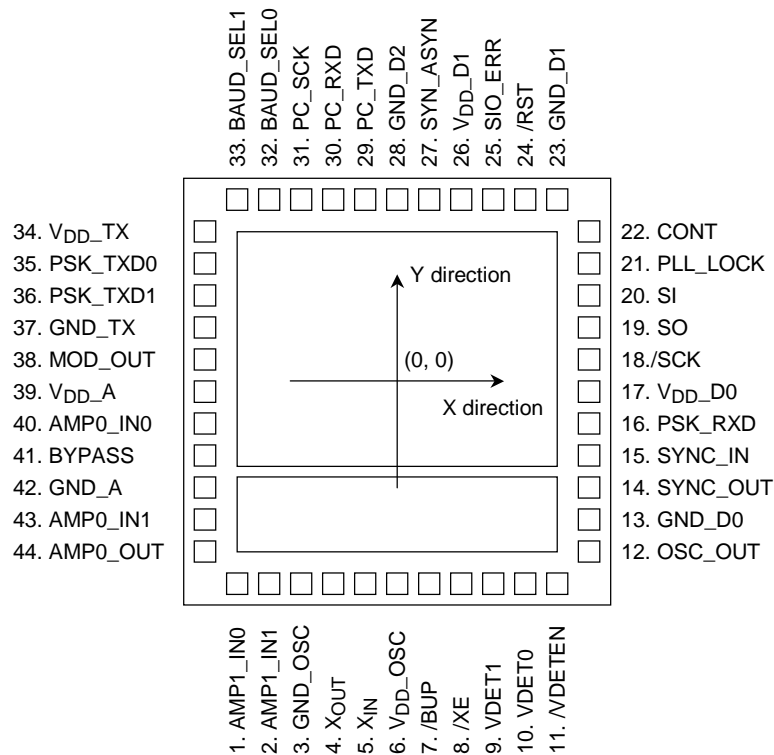 33. BAUD_SEL1
32. BAUD_SEL0
31. PC_SCK
30. PC_RXD
29. PC_TXD
28. GND_D2
27. SYN_ASYN
26. VDD_D1
25. SIO_ERR
24. /RST
23. GND_D1
34. VDD_TX
35. PSK_TXD0
36. PSK_TXD1
37. GND_TX
38. MOD_OUT
39. VDD_A
40. AMP0_IN0
41. BYPASS
42. GND_A
43. AMP0_IN1
44. AMP0_OUT
Y direction
(0, 0)
X direction
22. CONT
21. PLL_LOCK
20. SI
19. SO
18./SCK
17. VDD_D0
16. PSK_RXD
15. SYNC_IN
14. SYNC_OUT
13. GND_D0
12. OSC_OUT
1. AMP1_IN0
2. AMP1_IN1
3. GND_OSC
4. XOUT
5. XIN
6. VDD_OSC
7. /BUP
8. /XE
9. VDET1
10. VDET0
11. /VDETEN